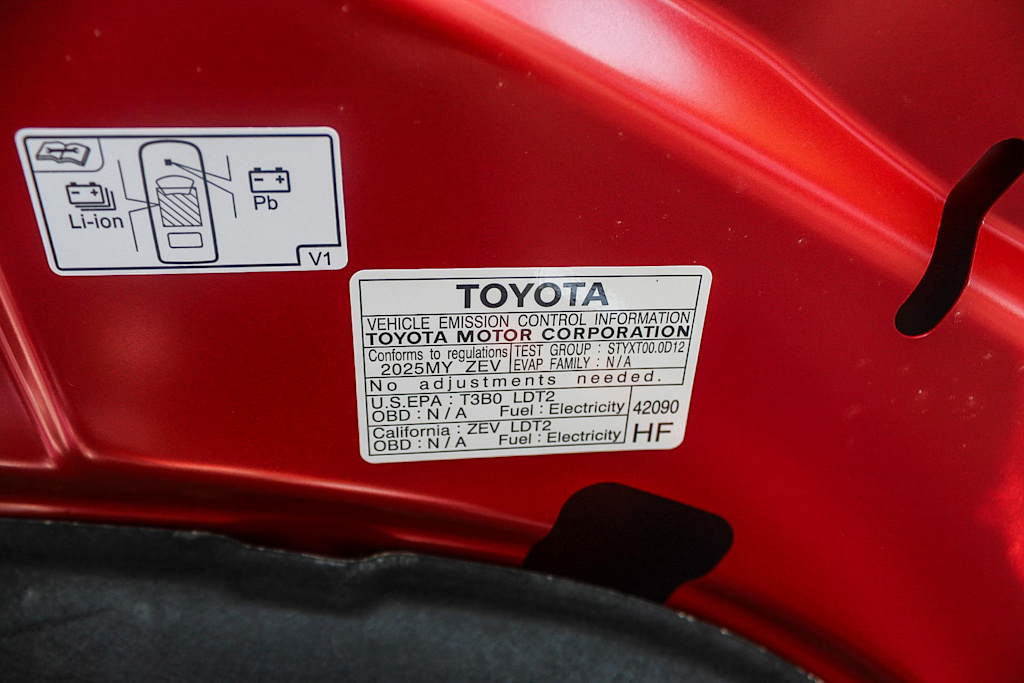 Li-ion
Pb
V1
TOYOTA
VEHICLE EMISSION CONTROL INFORMATION
TOYOTA MOTOR CORPORATION
Conforms to regulations
2025MY ZEV
TEST GROUP : STYXT00.0D12
EVAP FAMILY : N/A
No adjustments needed.
U.S.EPA : T3B0 LDT2
OBD : N/A Fuel : Electricity
California : ZEV LDT2
OBD : N/A Fuel : Electricity
42090
HF